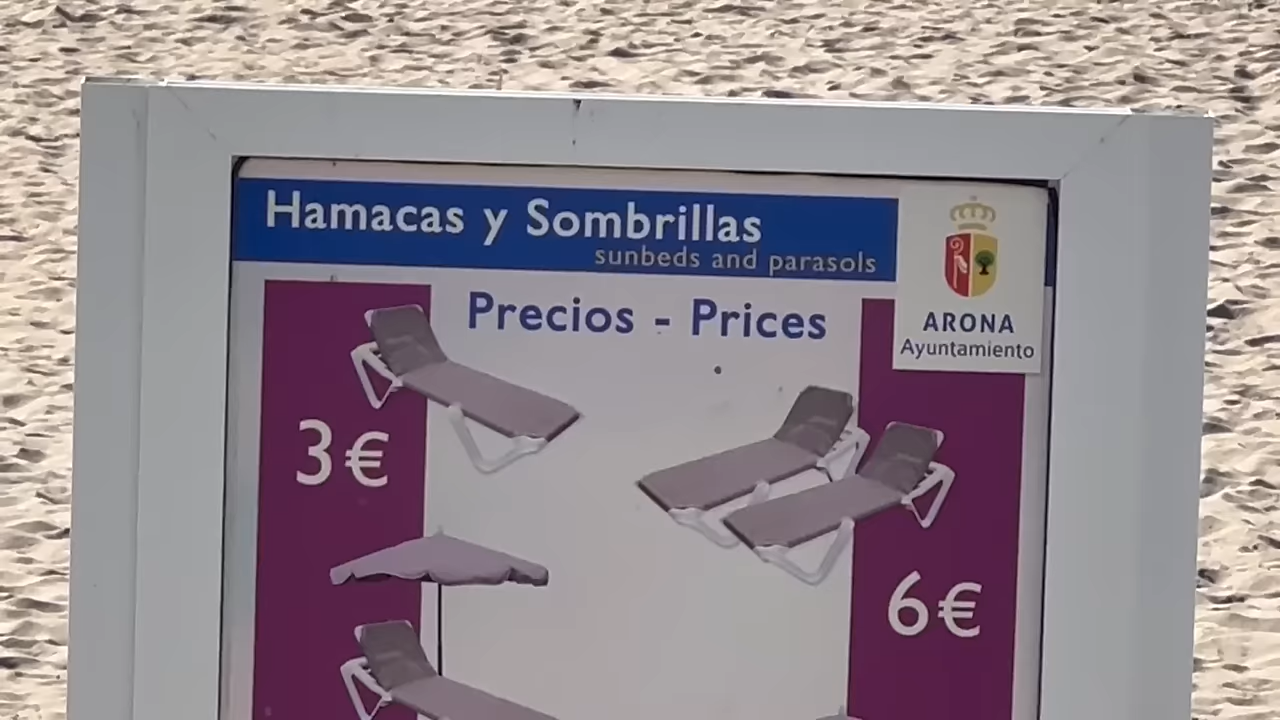 Hamacas y Sombrillas
sunbeds and parasols
ARONA
Ayuntamiento
Precios - Prices
3€
6€